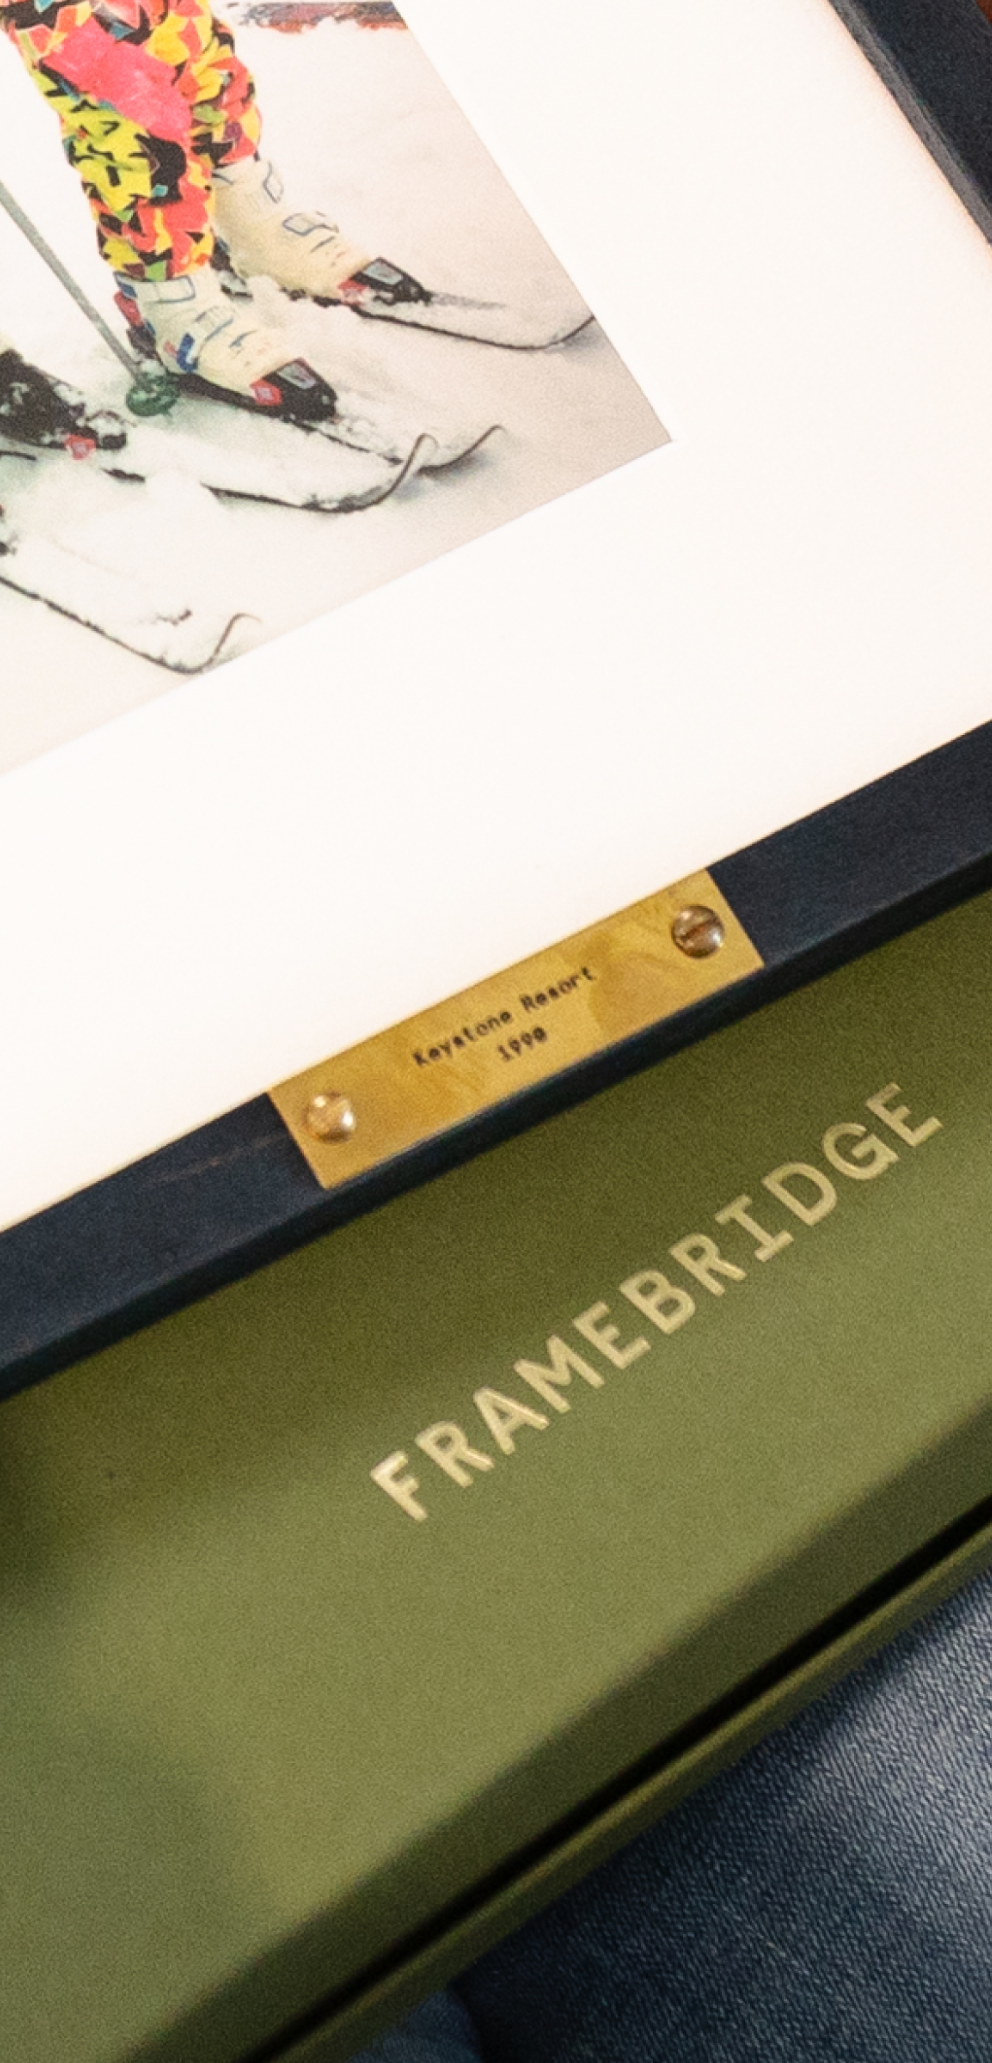 Keystone Resort
1990
FRAMEBRIDGE